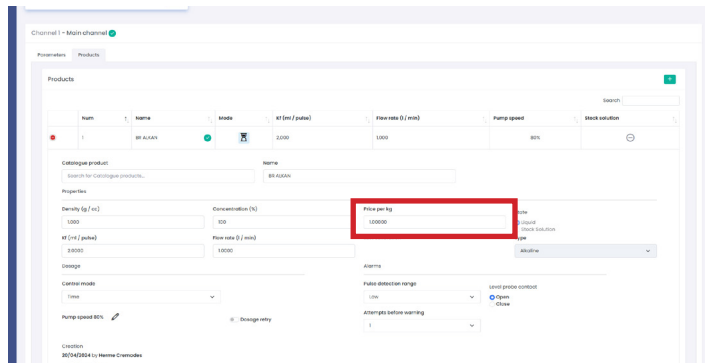 Channel 1 - Main channel
Parameters Products
Products
+
Search
Num Name Mode Kf (ml / pulse) Flow rate (l / min) Pump speed Stock solution
1 BR ALKAN 2,000 1,000 80%
Catalogue product Name
Search for Catalogue products... BR ALKAN
Properties
Density (g / cc) Concentration (%) Price per kg State
1.000 100 1.00000 Liquid
Stock Solution
Kf (ml / pulse) Flow rate (l / min) Type
2.0000 1.0000 Alkaline
Dosage Alarms
Control mode Pulse detection range Level probe contact
Time Low Open
Close
Pump speed 80% Dosage retry Attempts before warning
1
Creation
20/04/2024 by Herme Cremades